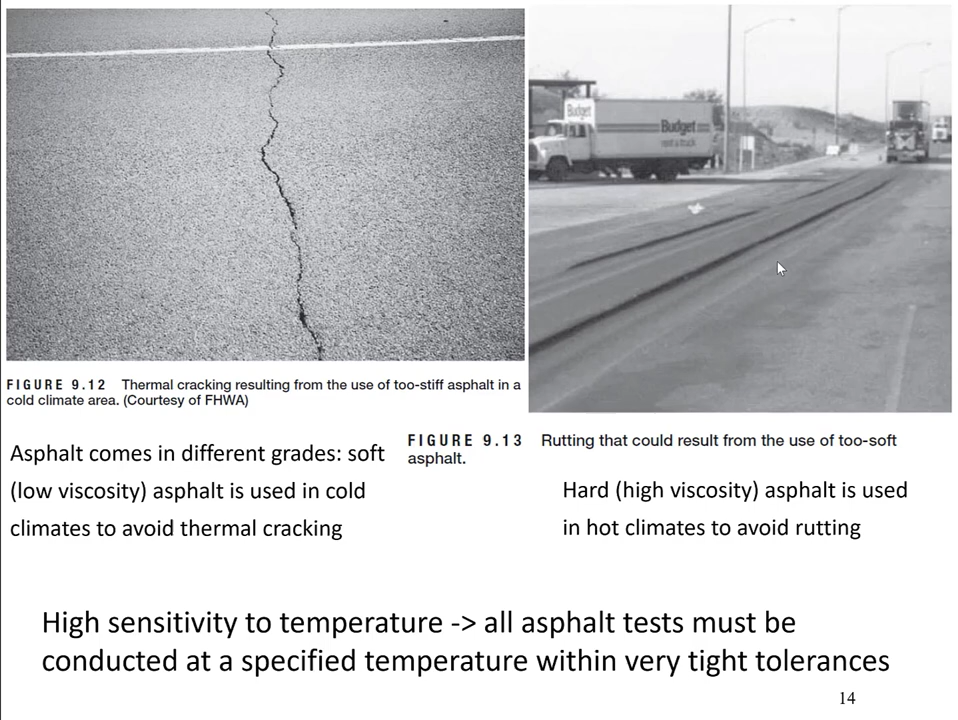 Budget
Budget
rent a truck
FIGURE 9.12 Thermal cracking resulting from the use of too-stiff asphalt in a
cold climate area. (Courtesy of FHWA)
FIGURE 9.13 Rutting that could result from the use of too-soft
asphalt.
Asphalt comes in different grades: soft
(low viscosity) asphalt is used in cold
climates to avoid thermal cracking
Hard (high viscosity) asphalt is used
in hot climates to avoid rutting
High sensitivity to temperature -> all asphalt tests must be
conducted at a specified temperature within very tight tolerances
14